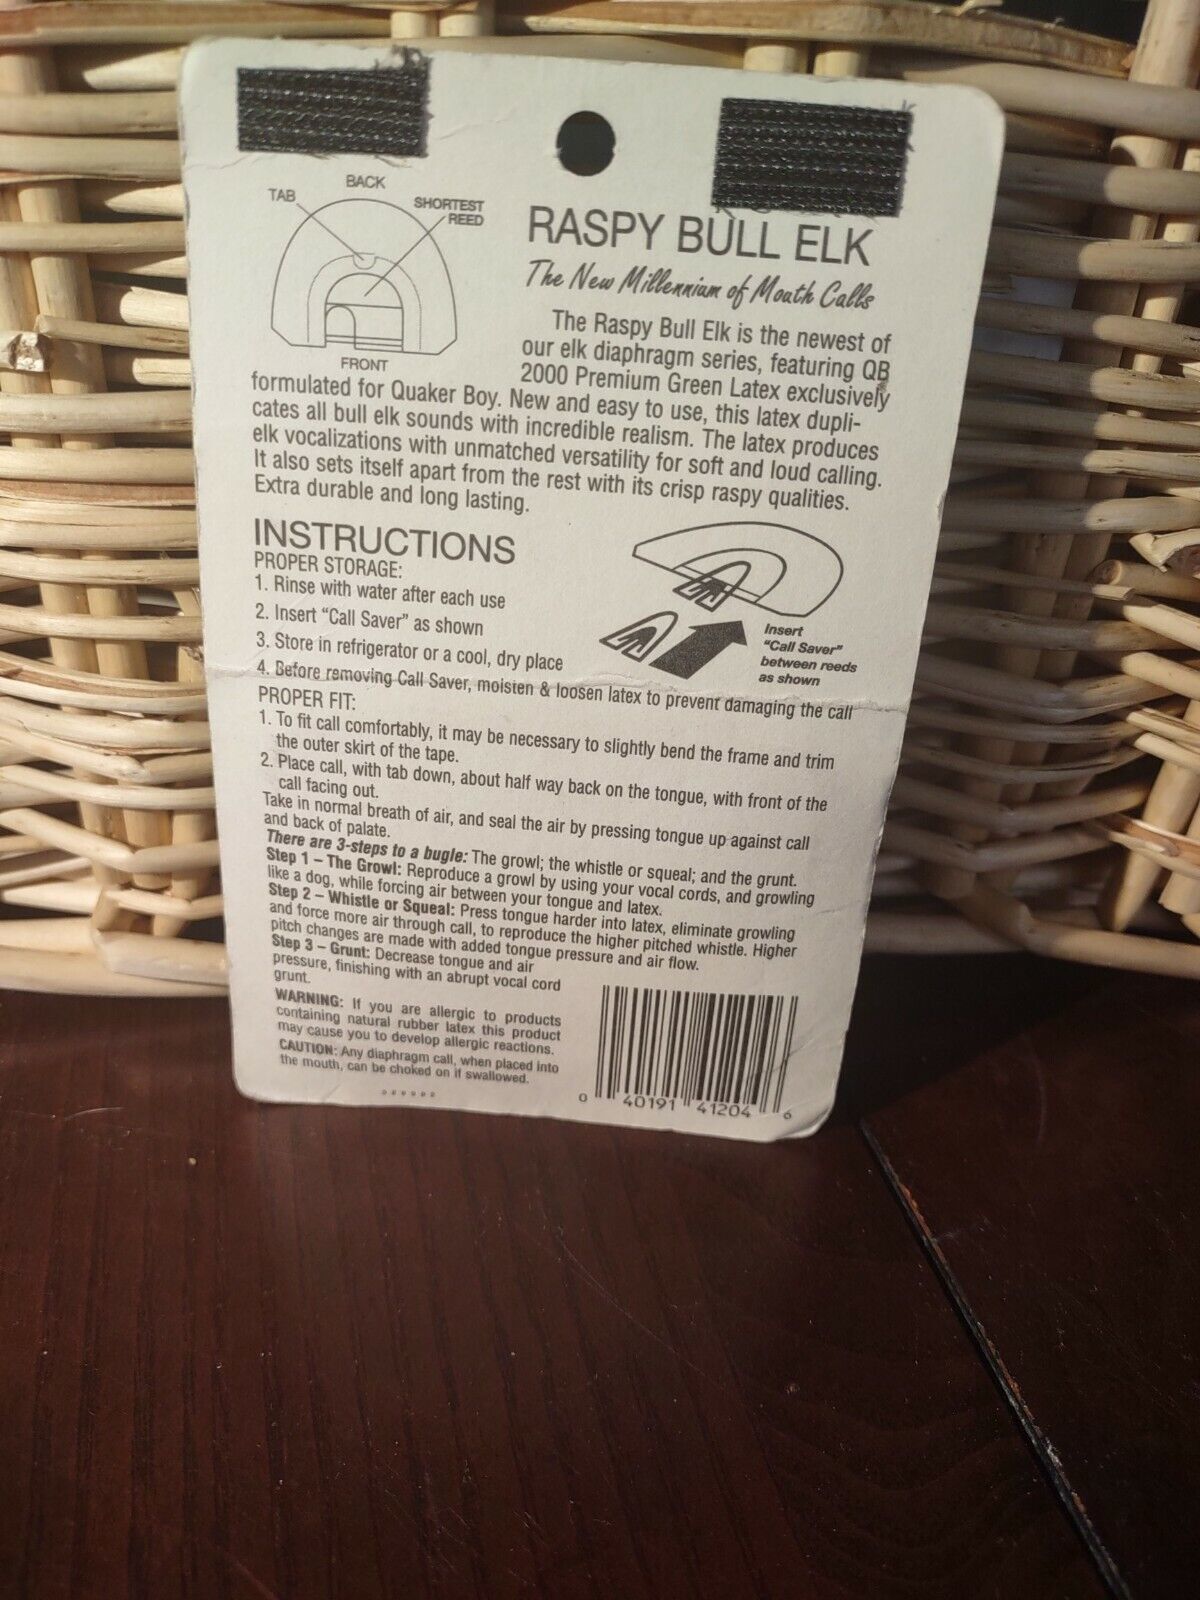 BACK
TAB
SHORTEST
REED
FRONT
RASPY BULL ELK
The New Millennium of Mouth Calls
The Raspy Bull Elk is the newest of
our elk diaphragm series, featuring QB
2000 Premium Green Latex exclusively
formulated for Quaker Boy. New and easy to use, this latex dupli-
cates all bull elk sounds with incredible realism. The latex produces
elk vocalizations with unmatched versatility for soft and loud calling.
It also sets itself apart from the rest with its crisp raspy qualities.
Extra durable and long lasting.
INSTRUCTIONS
PROPER STORAGE:
1. Rinse with water after each use
2. Insert "Call Saver" as shown
3. Store in refrigerator or a cool, dry place
4. Before removing Call Saver, moisten & loosen latex to prevent damaging the call
Insert
"Call Saver"
between reeds
as shown
PROPER FIT:
1. To fit call comfortably, it may be necessary to slightly bend the frame and trim
the outer skirt of the tape.
2. Place call, with tab down, about half way back on the tongue, with front of the
call facing out.
Take in normal breath of air, and seal the air by pressing tongue up against call
and back of palate.
There are 3-steps to a bugle: The growl; the whistle or squeal; and the grunt.
Step 1 – The Growl: Reproduce a growl by using your vocal cords, and growling
like a dog, while forcing air between your tongue and latex.
Step 2 – Whistle or Squeal: Press tongue harder into latex, eliminate growling
and force more air through call, to reproduce the higher pitched whistle. Higher
pitch changes are made with added tongue pressure and air flow.
Step 3 – Grunt: Decrease tongue and air
pressure, finishing with an abrupt vocal cord
grunt.
WARNING: If you are allergic to products
containing natural rubber latex this product
may cause you to develop allergic reactions.
CAUTION: Any diaphragm call, when placed into
the mouth, can be choked on if swallowed.
0 40191 41204 6